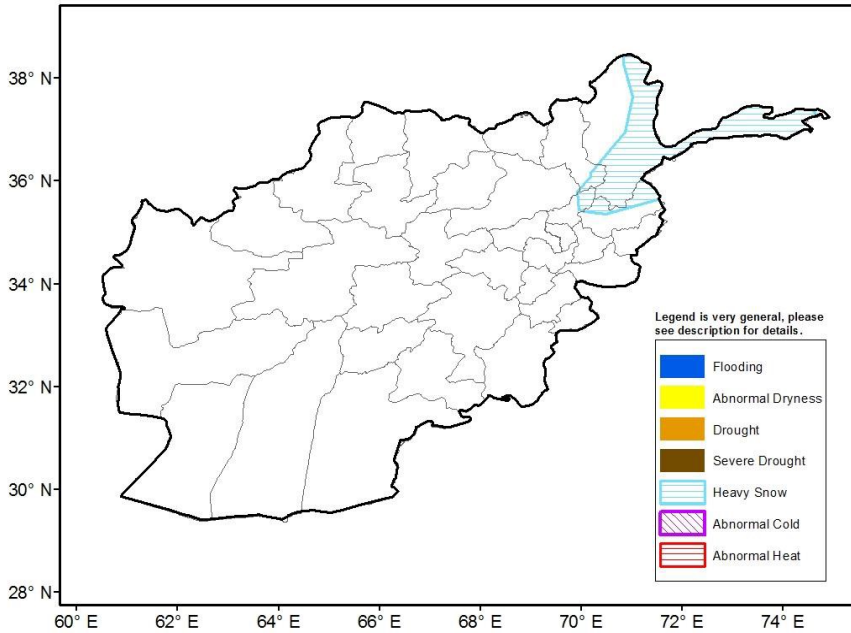 38° N
36° N
34° N
32° N
30° N
28° N
60° E
62° E
64° E
66° E
68° E
70° E
72° E
74° E
Legend is very general, please
see description for details.
Flooding
Abnormal Dryness
Drought
Severe Drought
Heavy Snow
Abnormal Cold
Abnormal Heat